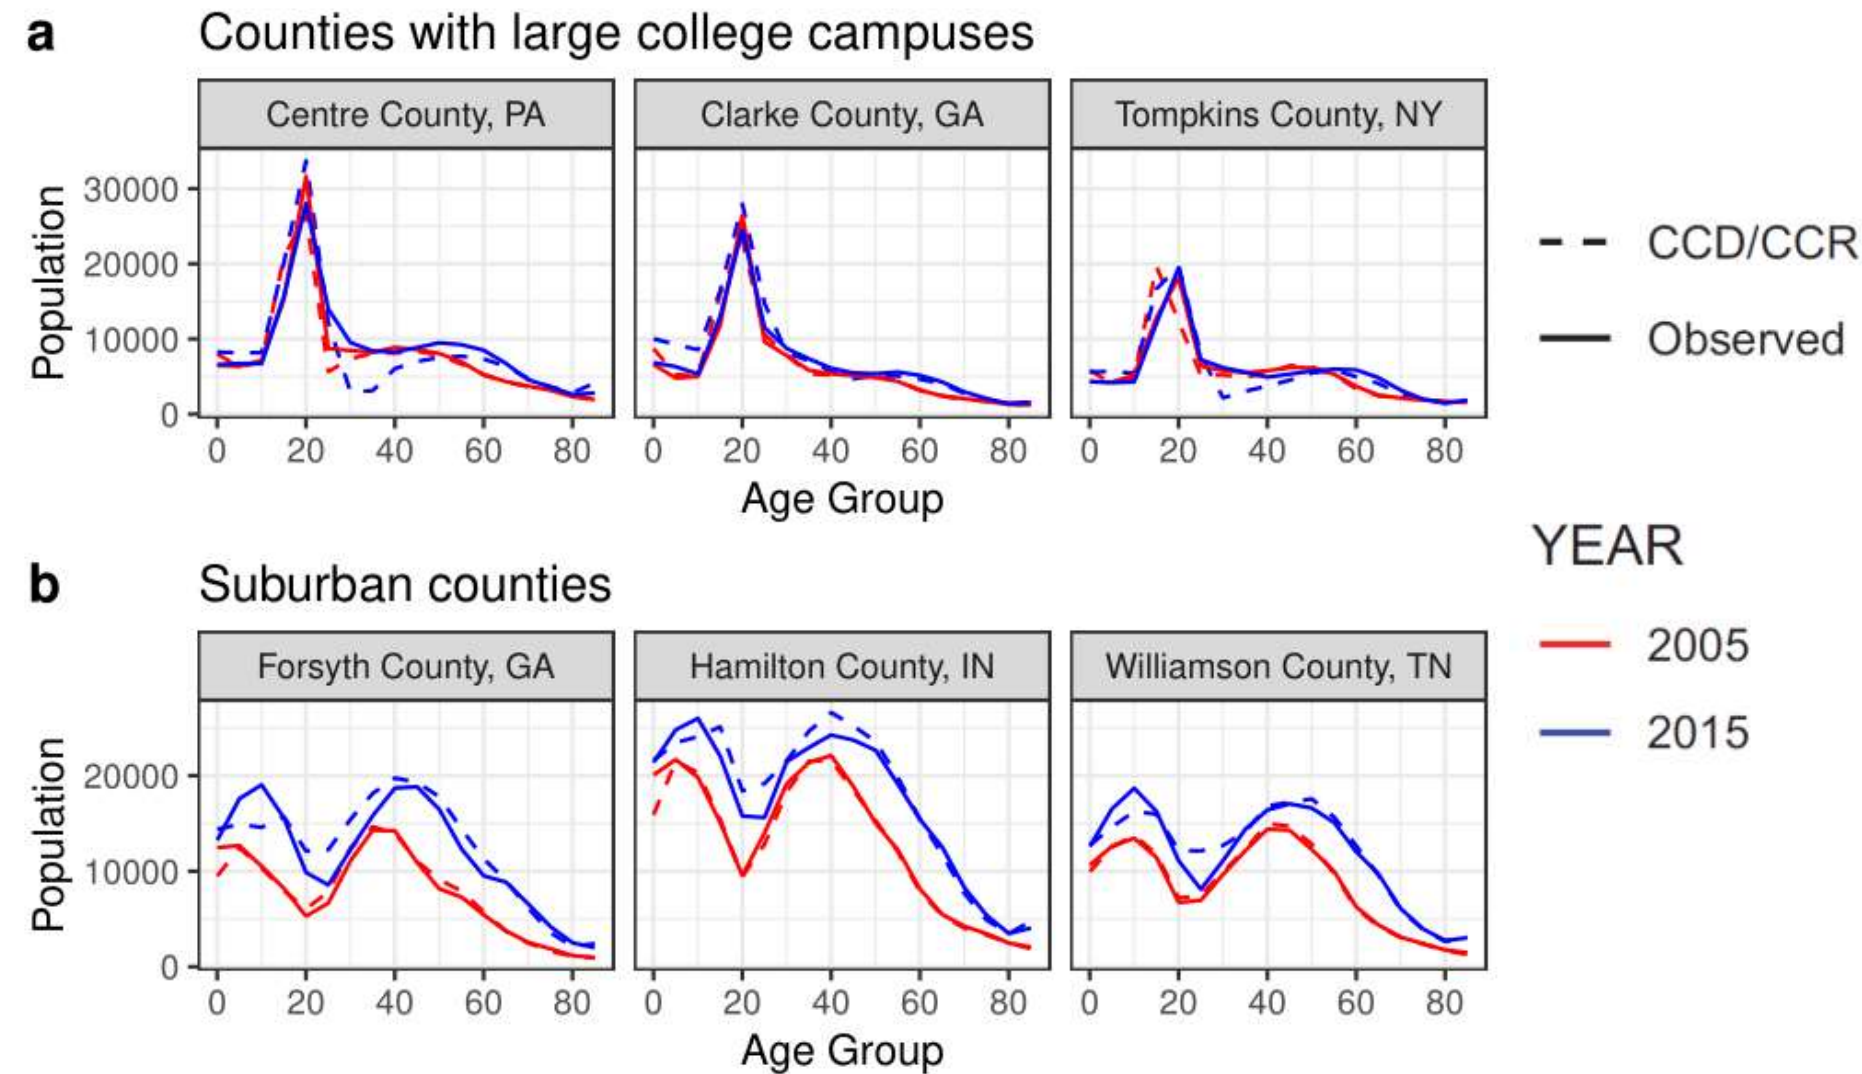 a Counties with large college campuses
Centre County, PA Clarke County, GA Tompkins County, NY
30000
20000
10000
0
Population
0 20 40 60 80 0 20 40 60 80 0 20 40 60 80
Age Group
CCD/CCR
Observed
YEAR
2005
2015
b Suburban counties
Forsyth County, GA Hamilton County, IN Williamson County, TN
20000
10000
0
Population
0 20 40 60 80 0 20 40 60 80 0 20 40 60 80
Age Group